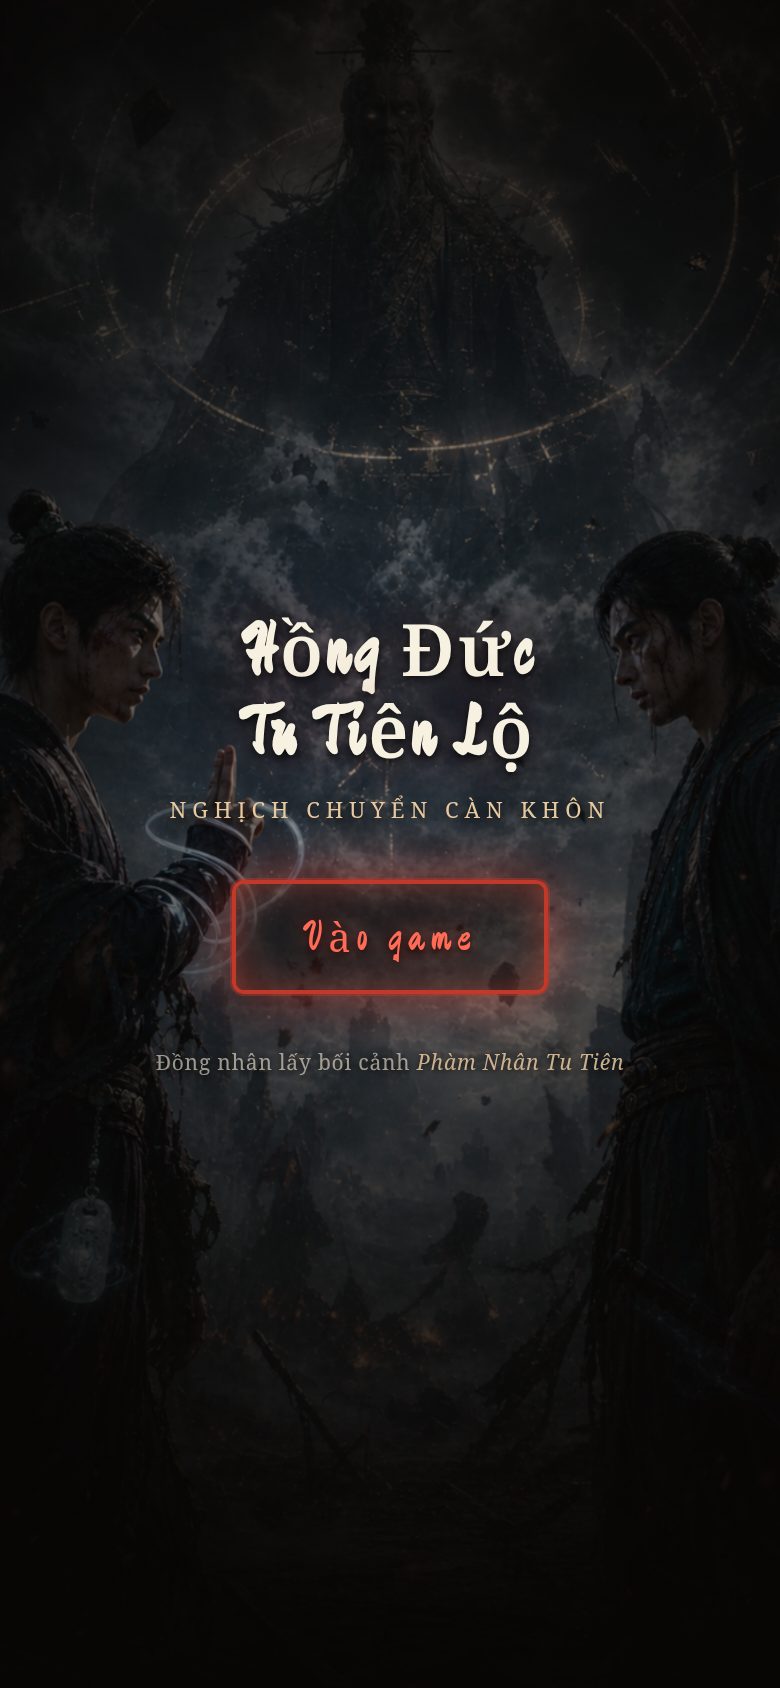 Hồng Đức
Tu Tiên Lộ
NGHỊCH CHUYỂN CÀN KHÔN
Vào game
Đồng nhân lấy bối cảnh Phàm Nhân Tu Tiên